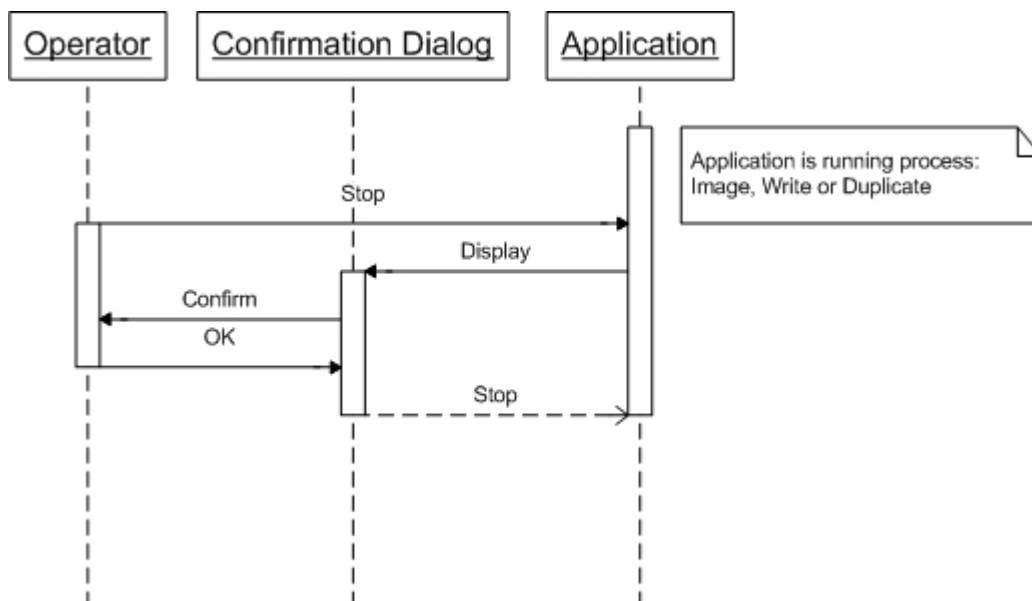 Operator
Confirmation Dialog
Application
Application is running process:
Image, Write or Duplicate
Stop
Display
Confirm
OK
Stop